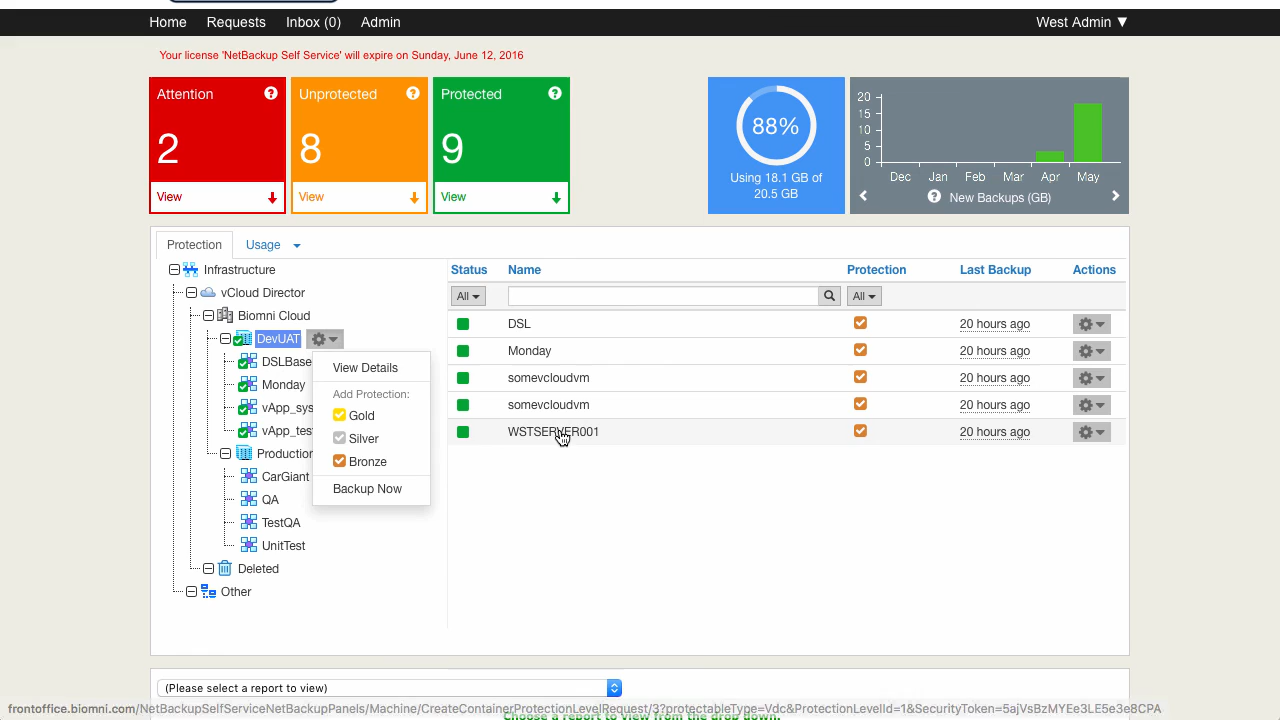 Home Requests Inbox (0) Admin West Admin ▼
Your license 'NetBackup Self Service' will expire on Sunday, June 12, 2016
Attention
2
View
Unprotected
8
View
Protected
9
View
88%
Using 18.1 GB of
20.5 GB
20
15
10
5
0
Dec Jan Feb Mar Apr May
New Backups (GB)
Protection Usage
Infrastructure
vCloud Director
Biomni Cloud
DevUAT
DSLBase
Monday
vApp_sys
vApp_test
Production
CarGiant
QA
TestQA
UnitTest
Deleted
Other
View Details
Add Protection:
Gold
Silver
Bronze
Backup Now
Status Name Protection Last Backup Actions
All All
DSL 20 hours ago
Monday 20 hours ago
somevcloudvm 20 hours ago
somevcloudvm 20 hours ago
WSTSERVER001 20 hours ago
(Please select a report to view)
frontoffice.biomni.com/NetBackupSelfServiceNetBackupPanels/Machine/CreateContainerProtectionLevelRequest/3?protectableType=Vdc&ProtectionLevelId=1&SecurityToken=5ajVsBzMYEe3LE5e3e8CPA
Choose a report to view from the drop down.